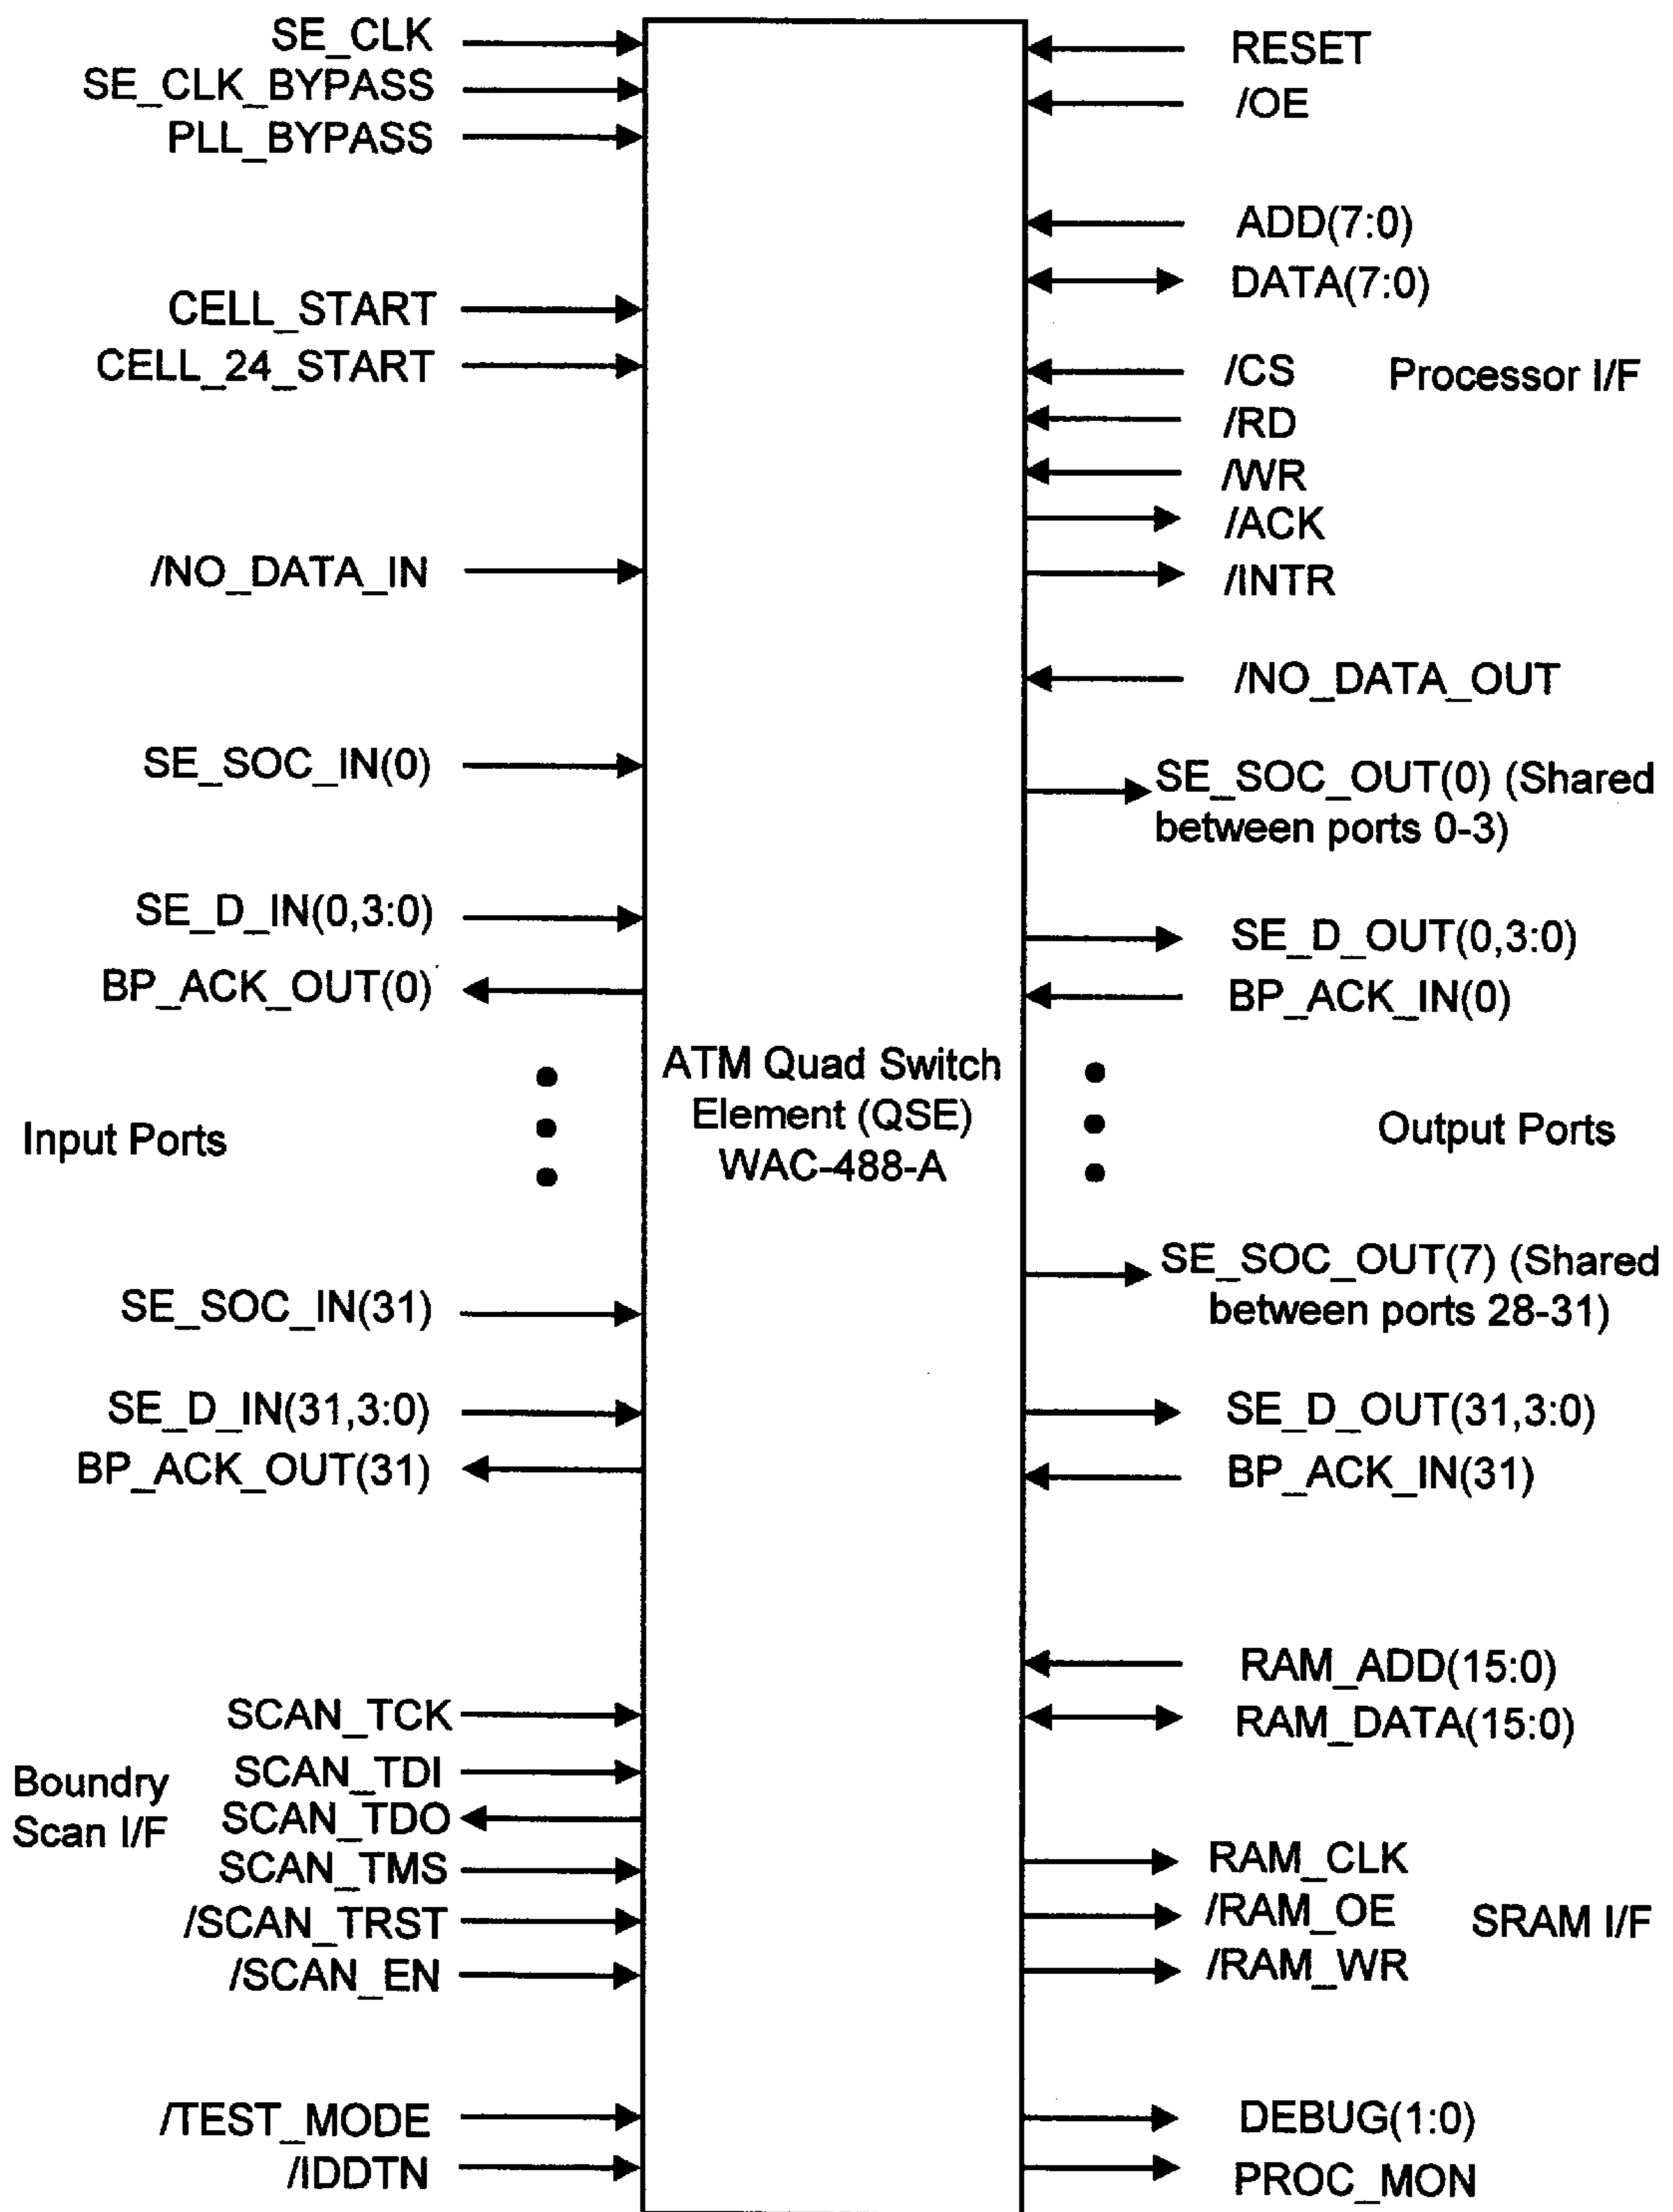 SE_CLK
SE_CLK_BYPASS
PLL_BYPASS
CELL_START
CELL_24_START
/NO_DATA_IN
SE_SOC_IN(0)
SE_D_IN(0,3:0)
BP_ACK_OUT(0)
Input Ports
SE_SOC_IN(31)
SE_D_IN(31,3:0)
BP_ACK_OUT(31)
SCAN_TCK
SCAN_TDI
SCAN_TDO
SCAN_TMS
/SCAN_TRST
/SCAN_EN
Boundry
Scan I/F
/TEST_MODE
/IDDTN
ATM Quad Switch
Element (QSE)
WAC-488-A
RESET
/OE
ADD(7:0)
DATA(7:0)
/CS
Processor I/F
/RD
/WR
/ACK
/INTR
/NO_DATA_OUT
SE_SOC_OUT(0) (Shared
between ports 0-3)
SE_D_OUT(0,3:0)
BP_ACK_IN(0)
Output Ports
SE_SOC_OUT(7) (Shared
between ports 28-31)
SE_D_OUT(31,3:0)
BP_ACK_IN(31)
RAM_ADD(15:0)
RAM_DATA(15:0)
RAM_CLK
/RAM_OE
SRAM I/F
/RAM_WR
DEBUG(1:0)
PROC_MON